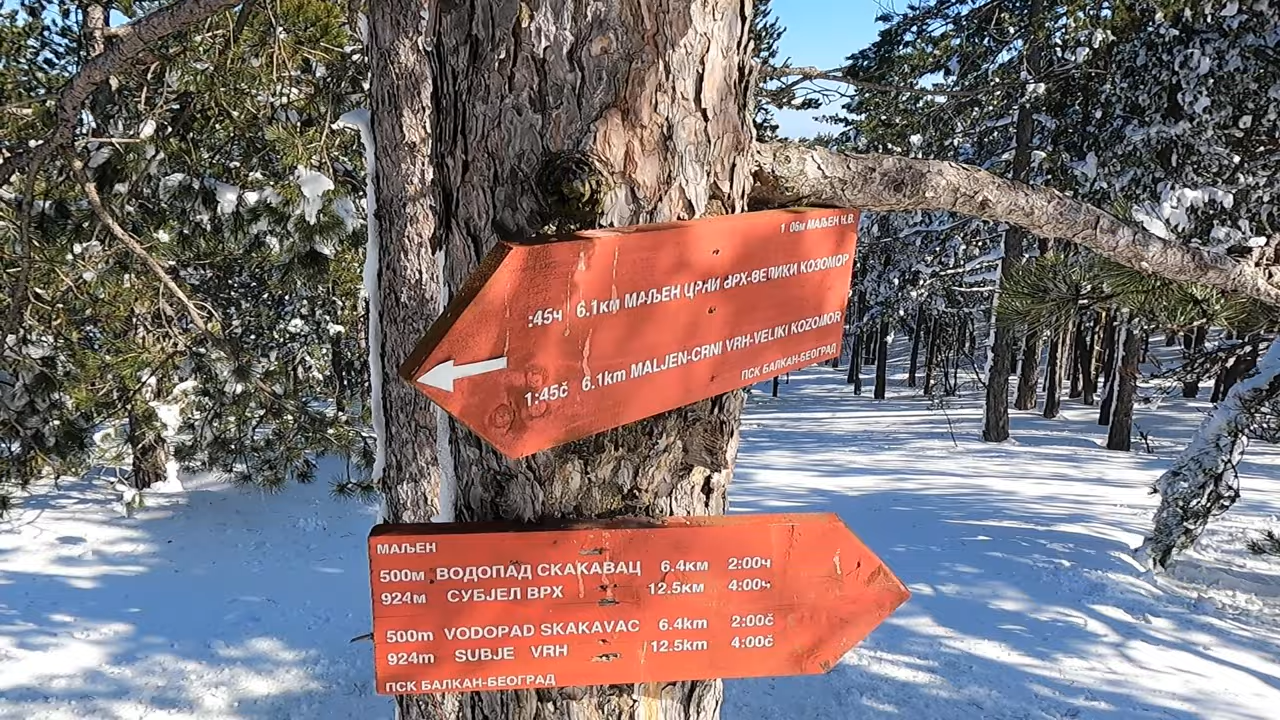 1 06м МАЉЕН Н.В.
:45ч 6.1км МАЉЕН ЦРНИ ВРХ-ВЕЛИКИ КОЗОМОР
1:45č 6.1km MALJEN-CRNI VRH-VELIKI KOZOMOR
ПСК БАЛКАН-БЕОГРАД
МАЉЕН
500м ВОДОПАД СКАКАВАЦ 6.4км 2:00ч
924м СУБЈЕЛ ВРХ 12.5км 4:00ч
500m VODOPAD SKAKAVAC 6.4km 2:00č
924m SUBJE VRH 12.5km 4:00č
ПСК БАЛКАН-БЕОГРАД